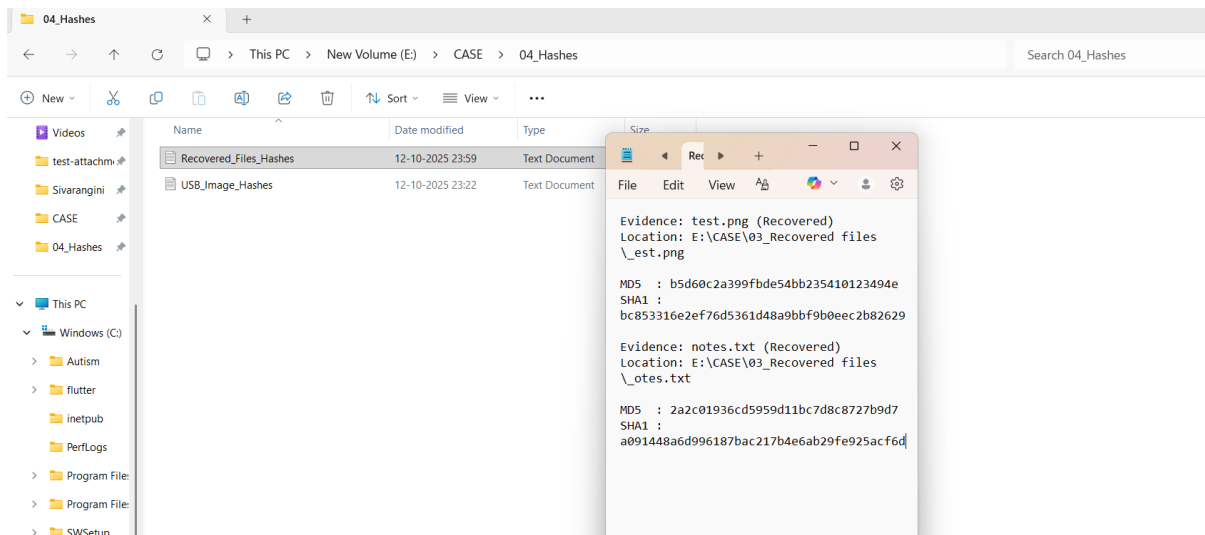 04_Hashes
This PC
New Volume (E:)
CASE
04_Hashes
Search 04_Hashes
New
Sort
View
Name
Date modified
Type
Size
Recovered_Files_Hashes
12-10-2025 23:59
Text Document
USB_Image_Hashes
12-10-2025 23:22
Text Document
Videos
test-attachm
Sivarangini
CASE
04_Hashes
This PC
Windows (C:)
Autism
flutter
inetpub
PerfLogs
Program File
Program File
SWSetup
Rec
File
Edit
View
Evidence: test.png (Recovered)
Location: E:\CASE\03_Recovered files
\_est.png
MD5  : b5d60c2a399fbde54bb235410123494e
SHA1 :
bc853316e2ef76d5361d48a9bbf9b0eec2b82629
Evidence: notes.txt (Recovered)
Location: E:\CASE\03_Recovered files
\_otes.txt
MD5  : 2a2c01936cd5959d11bc7d8c8727b9d7
SHA1 :
a091448a6d996187bac217b4e6ab29fe925acf6d